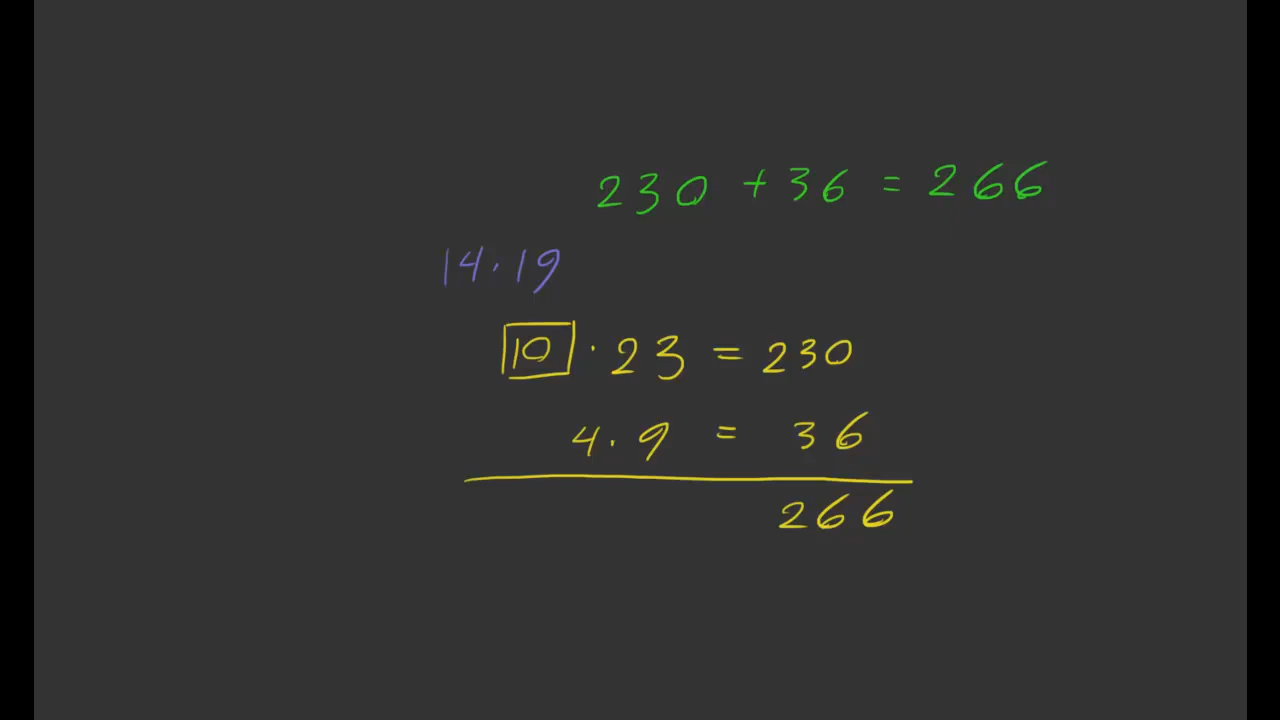 230 + 36 = 266
14·19
10 · 23 = 230
4·9 = 36
266